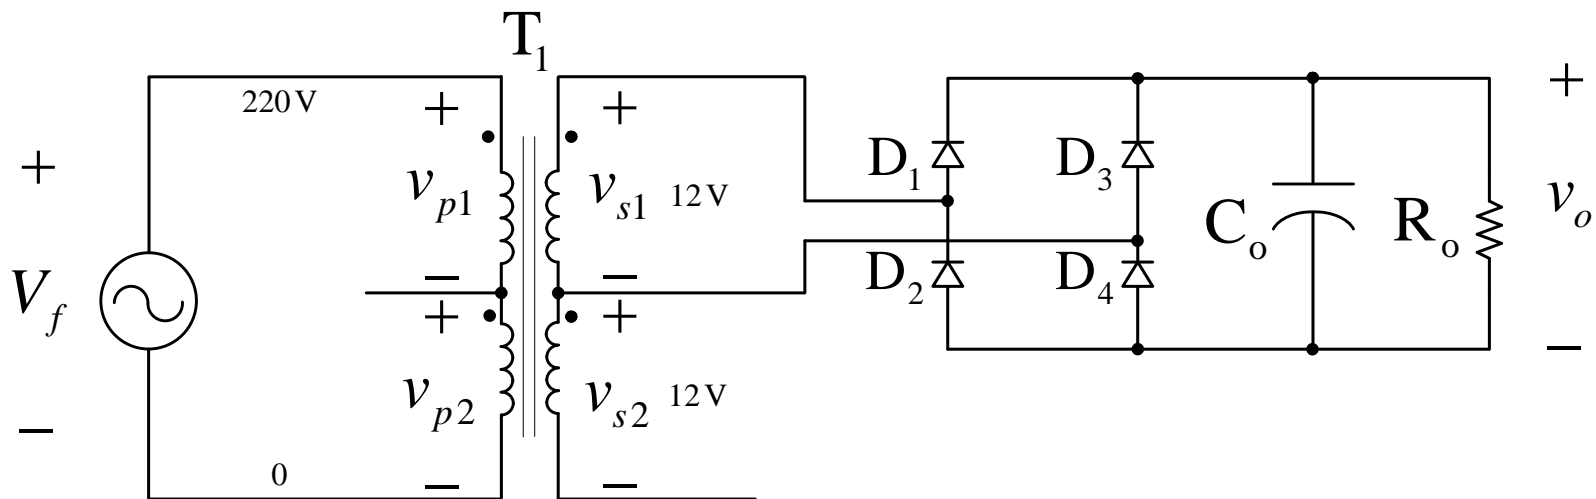 T1
220V
+ + + +
+
D1 D3
vp1 vs1 12V
vo
Co Ro
− −
Vf
D2 D4
+ +
−
vp2 vs2 12V
−
0
− −